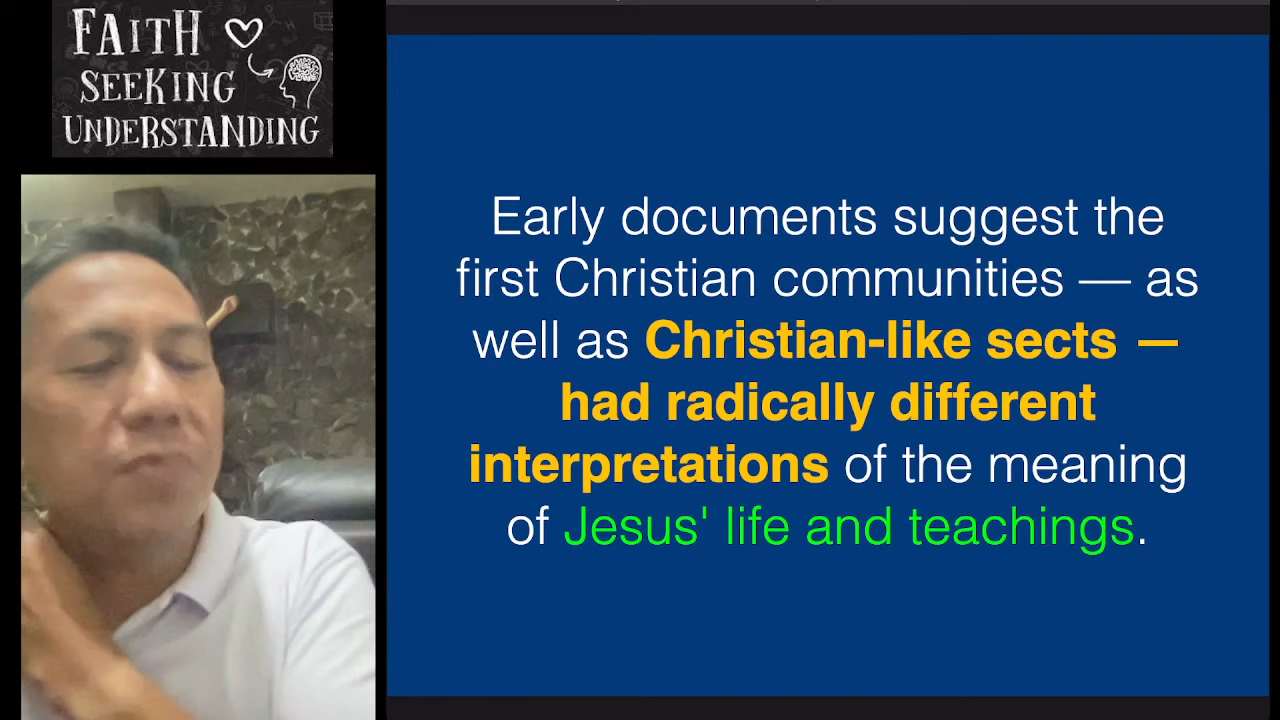 FAITH
SEEKING
UNDERSTANDING
Early documents suggest the
first Christian communities — as
well as Christian-like sects —
had radically different
interpretations of the meaning
of Jesus' life and teachings.